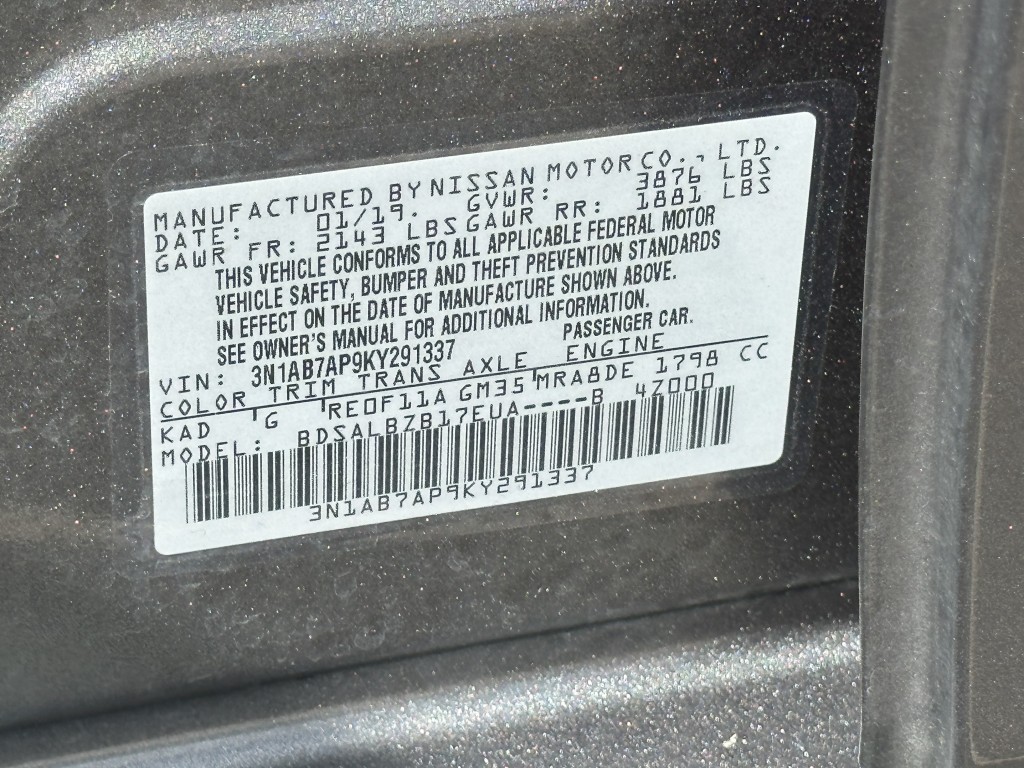 MANUFACTURED BY NISSAN MOTOR CO., LTD.
DATE: 01/19. GVWR: 3876 LBS
GAWR FR: 2143 LBS GAWR RR: 1881 LBS
THIS VEHICLE CONFORMS TO ALL APPLICABLE FEDERAL MOTOR
VEHICLE SAFETY, BUMPER AND THEFT PREVENTION STANDARDS
IN EFFECT ON THE DATE OF MANUFACTURE SHOWN ABOVE.
SEE OWNER'S MANUAL FOR ADDITIONAL INFORMATION.
VIN: 3N1AB7AP9KY291337 PASSENGER CAR.
COLOR TRIM TRANS AXLE ENGINE
KAD G RE0F11A GM35 MRA8DE 1798 CC
MODEL: BDSALBZB17EUA----B 4Z000
3N1AB7AP9KY291337